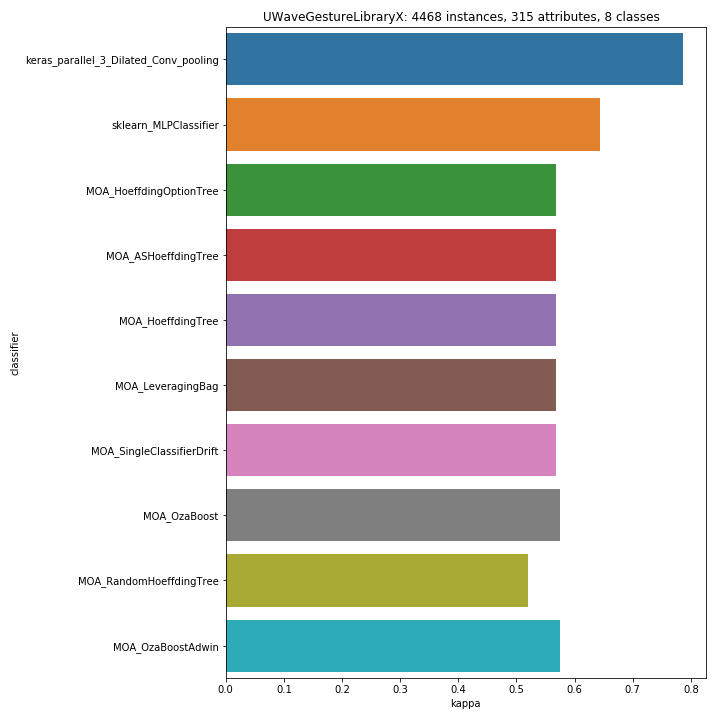 UWaveGestureLibraryX: 4468 instances, 315 attributes, 8 classes
classifier
keras_parallel_3_Dilated_Conv_pooling
sklearn_MLPClassifier
MOA_HoeffdingOptionTree
MOA_ASHoeffdingTree
MOA_HoeffdingTree
MOA_LeveragingBag
MOA_SingleClassifierDrift
MOA_OzaBoost
MOA_RandomHoeffdingTree
MOA_OzaBoostAdwin
0.0 0.1 0.2 0.3 0.4 0.5 0.6 0.7 0.8
kappa